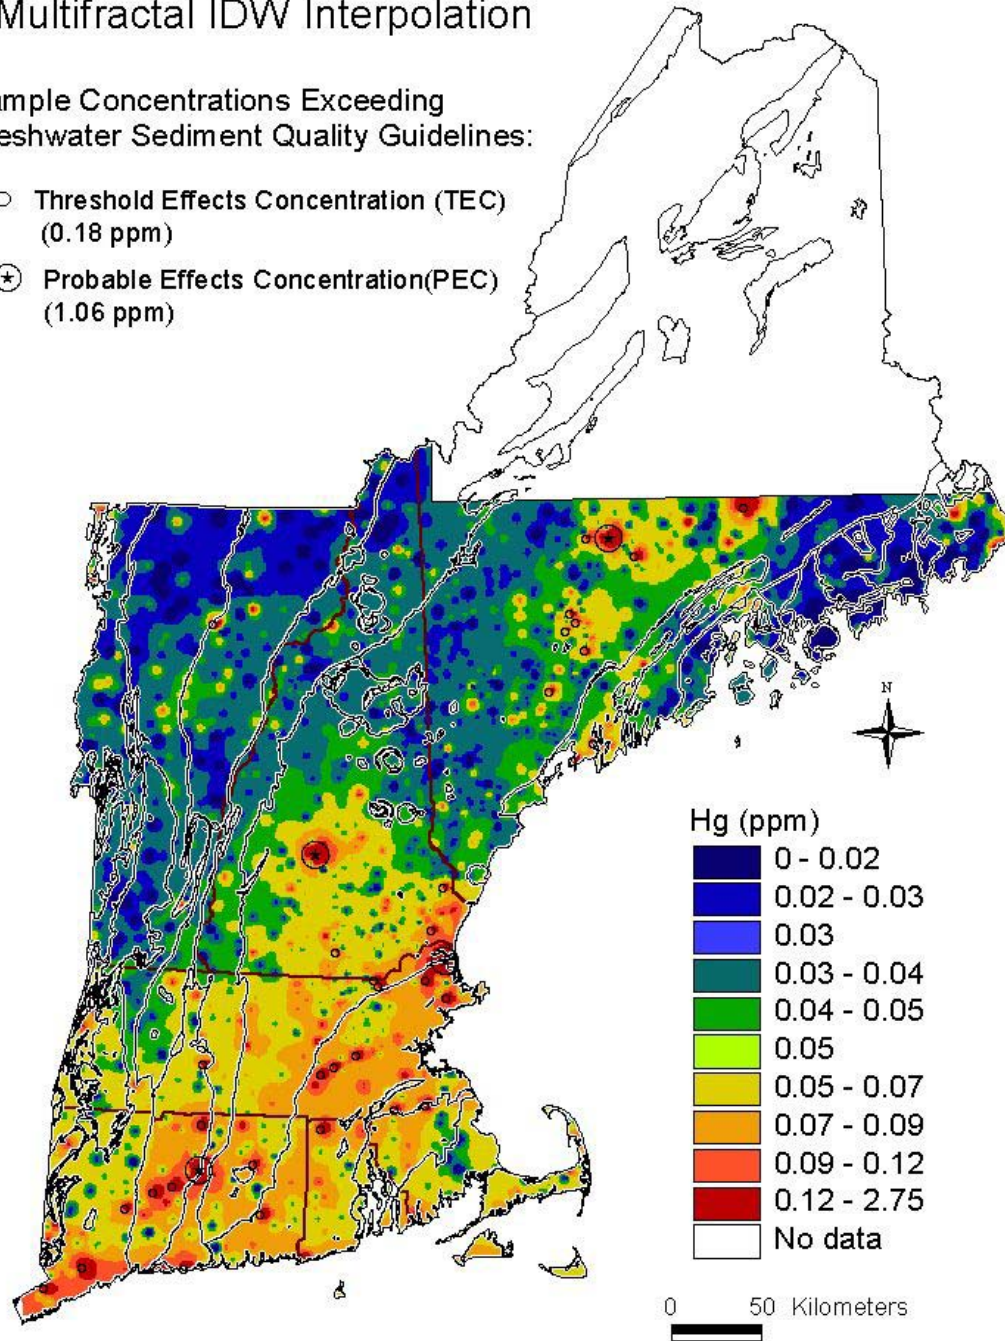 Multifractal IDW Interpolation
mple Concentrations Exceeding
eshwater Sediment Quality Guidelines:
Threshold Effects Concentration (TEC)
(0.18 ppm)
Probable Effects Concentration(PEC)
(1.06 ppm)
N
Hg (ppm)
0 - 0.02
0.02 - 0.03
0.03
0.03 - 0.04
0.04 - 0.05
0.05
0.05 - 0.07
0.07 - 0.09
0.09 - 0.12
0.12 - 2.75
No data
0 50 Kilometers